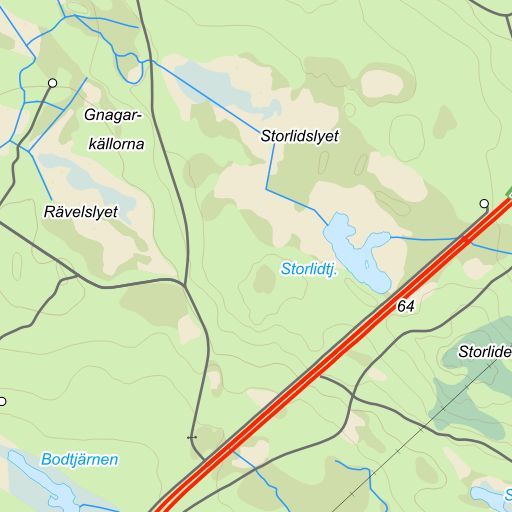 Gnagar-
källorna
Storlidslyet
Rävelslyet
Storlidtj.
64
Storlide
Bodtjärnen
S